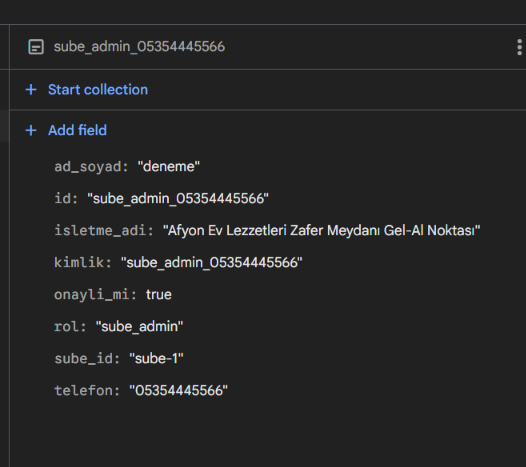 sube_admin_05354445566
+ Start collection
+ Add field
ad_soyad: "deneme"
id: "sube_admin_05354445566"
isletme_adi: "Afyon Ev Lezzetleri Zafer Meydanı Gel-Al Noktası"
kimlik: "sube_admin_05354445566"
onayli_mi: true
rol: "sube_admin"
sube_id: "sube-1"
telefon: "05354445566"